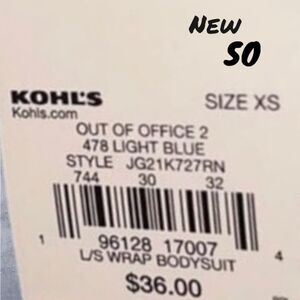 New
SO
KOHL'S SIZE XS
Kohls.com
OUT OF OFFICE 2
478 LIGHT BLUE
STYLE JG21K727RN
744 30 32
1 96128 17007 4
L/S WRAP BODYSUIT
$36.00